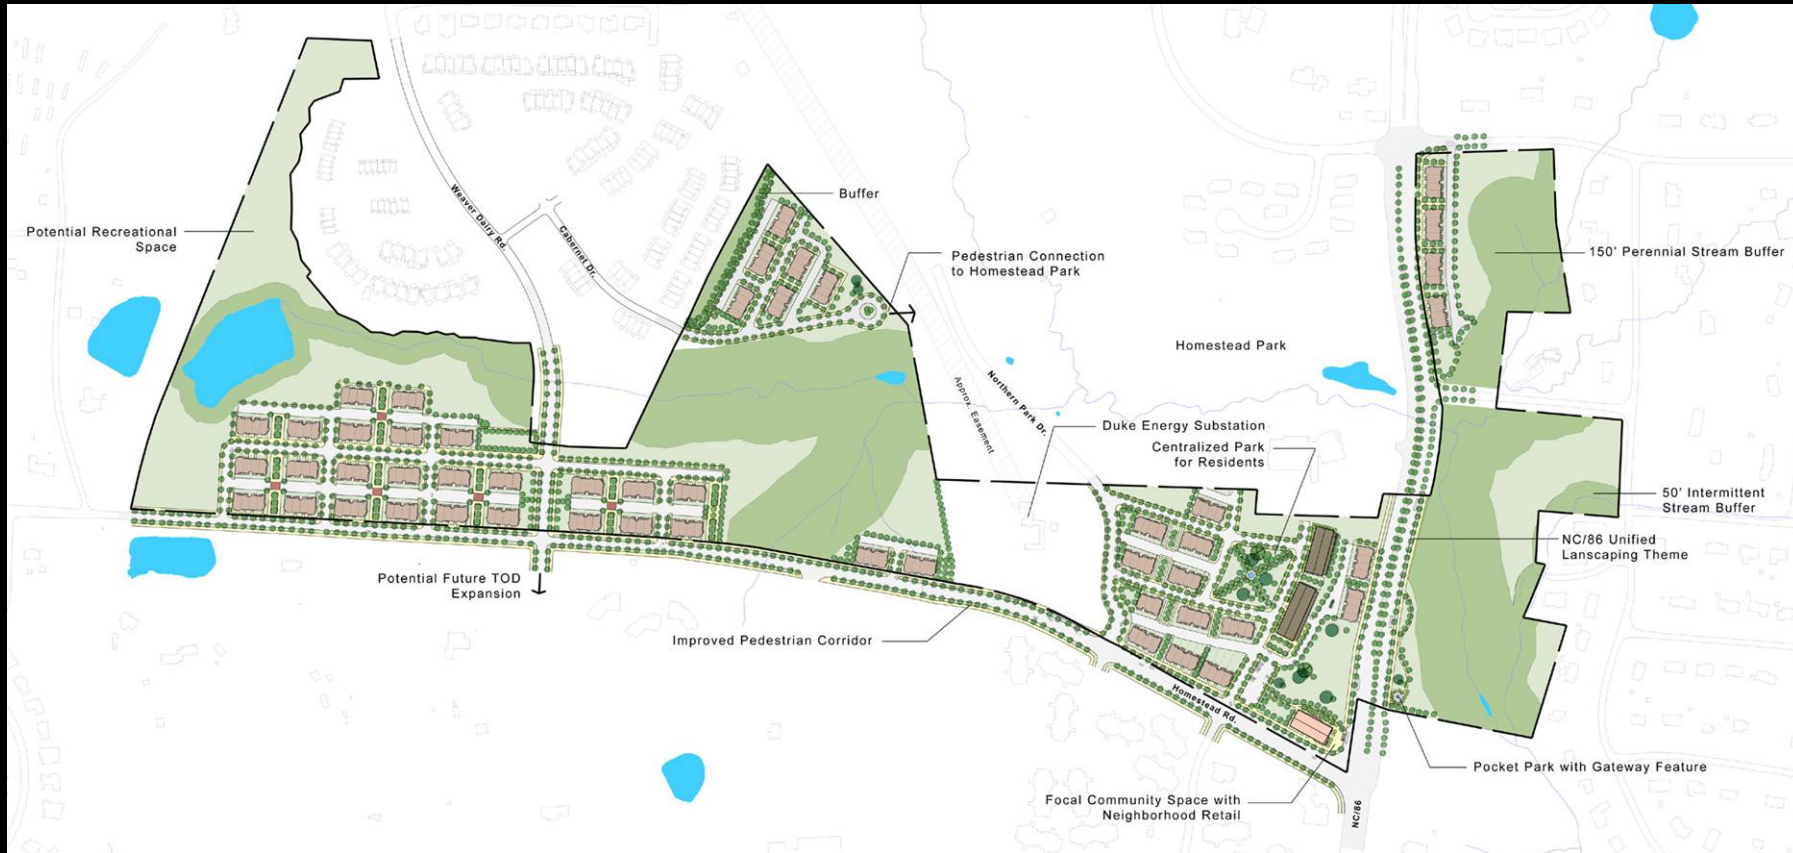 Buffer
Weaver Dairy Rd.
Cabernet Dr.
Potential Recreational
Space
Pedestrian Connection
to Homestead Park
150' Perennial Stream Buffer
Homestead Park
Approx. Easement
Northern Park Dr.
Duke Energy Substation
Centralized Park
for Residents
50' Intermittent
Stream Buffer
NC/86 Unified
Lanscaping Theme
Potential Future TOD
Expansion
Improved Pedestrian Corridor
Homestead Rd.
Pocket Park with Gateway Feature
Focal Community Space with
Neighborhood Retail
NC/86